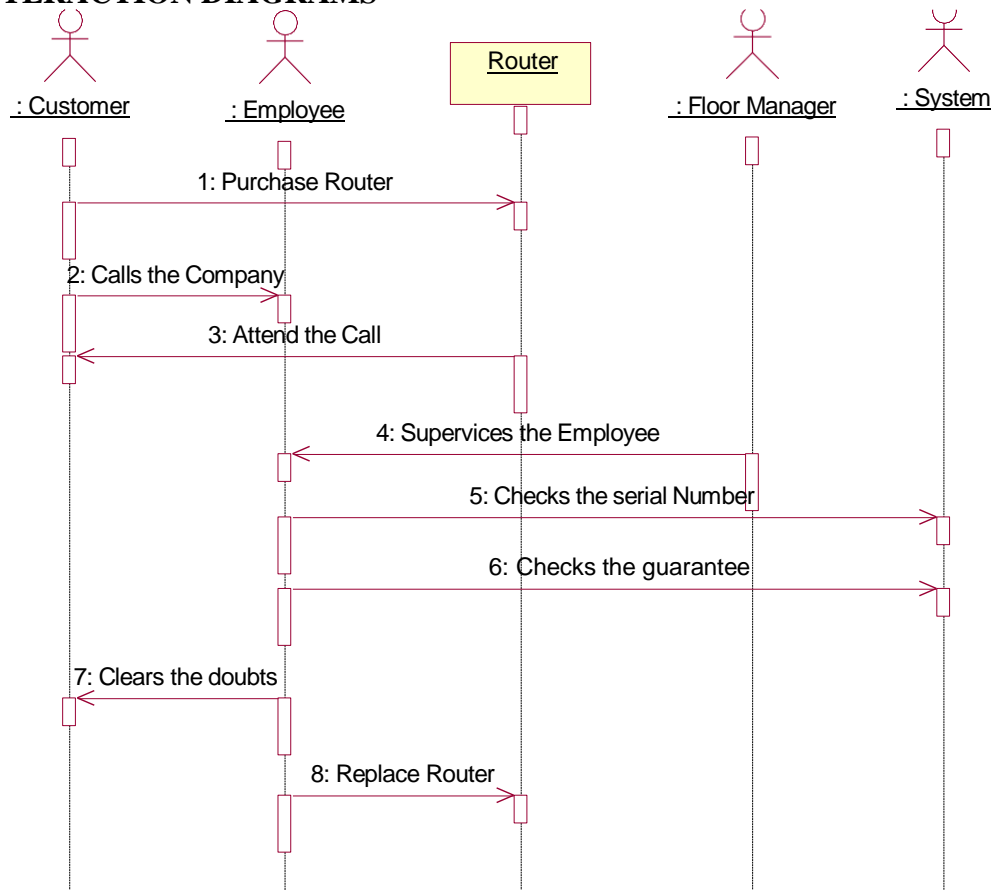 Router
: Customer
: Employee
: Floor Manager
: System
1: Purchase Router
2: Calls the Company
3: Attend the Call
4: Supervices the Employee
5: Checks the serial Number
6: Checks the guarantee
7: Clears the doubts
8: Replace Router